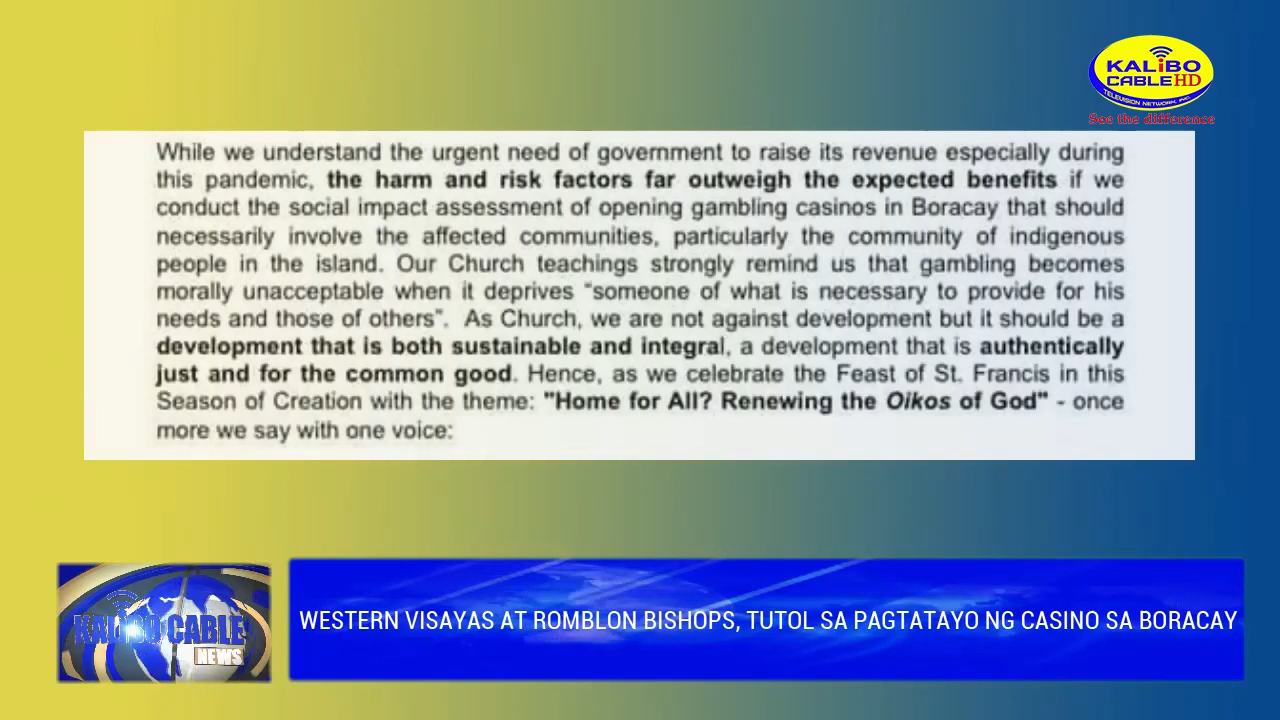 KALiBO
CABLE HD
TELEVISION NETWORK, INC.
See the difference
While we understand the urgent need of government to raise its revenue especially during
this pandemic, the harm and risk factors far outweigh the expected benefits if we
conduct the social impact assessment of opening gambling casinos in Boracay that should
necessarily involve the affected communities, particularly the community of indigenous
people in the island. Our Church teachings strongly remind us that gambling becomes
morally unacceptable when it deprives "someone of what is necessary to provide for his
needs and those of others". As Church, we are not against development but it should be a
development that is both sustainable and integral, a development that is authentically
just and for the common good. Hence, as we celebrate the Feast of St. Francis in this
Season of Creation with the theme: "Home for All? Renewing the Oikos of God" - once
more we say with one voice:
KALIBO CABLE
NEWS
WESTERN VISAYAS AT ROMBLON BISHOPS, TUTOL SA PAGTATAYO NG CASINO SA BORACAY